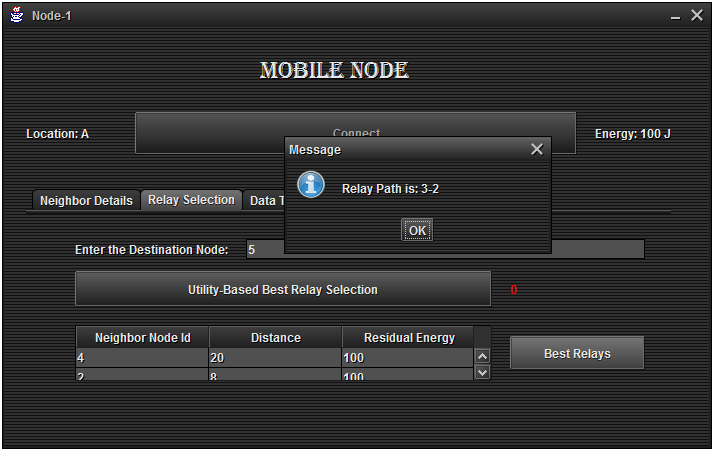 Node-1
MOBILE NODE
Location: A
Connect
Energy: 100 J
Message
Relay Path is: 3-2
OK
Neighbor Details
Relay Selection
Data T
Enter the Destination Node:
5
Utility-Based Best Relay Selection
0
Neighbor Node Id Distance Residual Energy
4 20 100
2 8 100
Best Relays